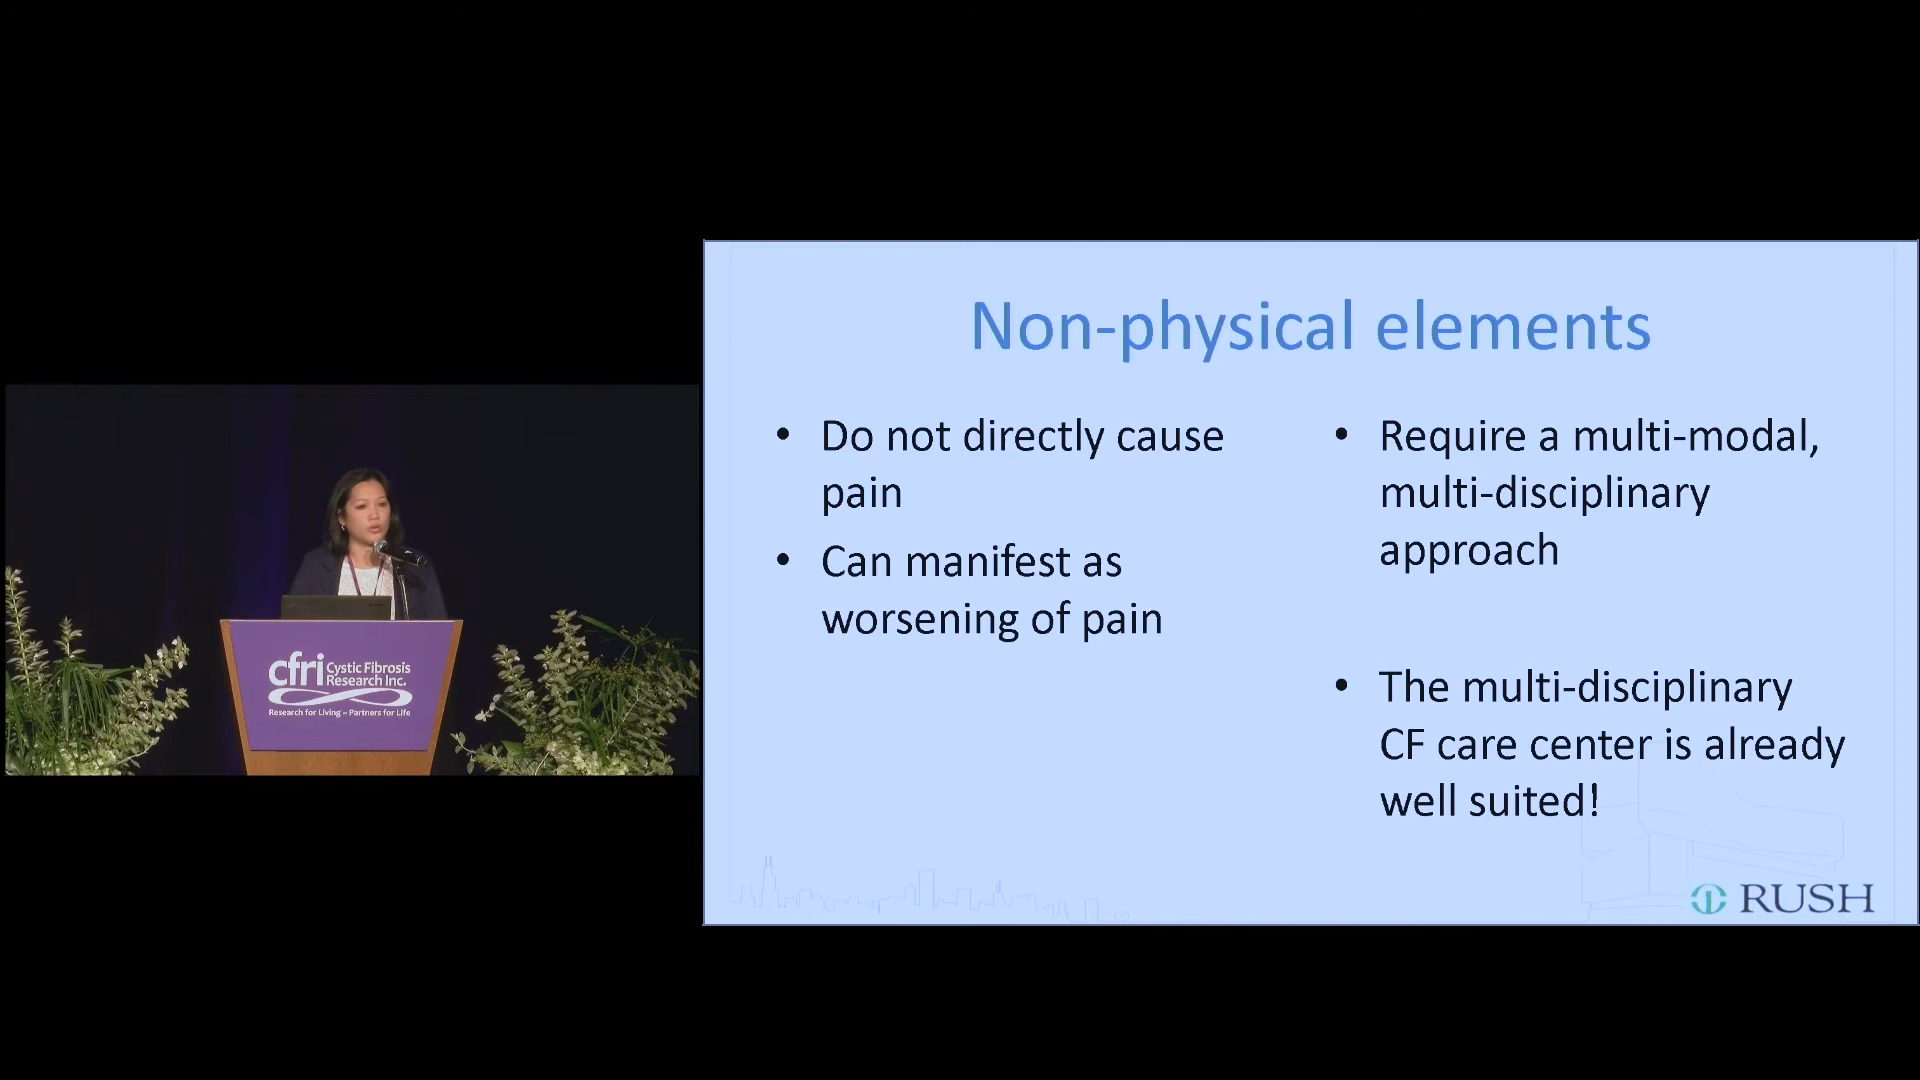 Non-physical elements
• Do not directly cause
pain
• Can manifest as
worsening of pain
• Require a multi-modal,
multi-disciplinary
approach
• The multi-disciplinary
CF care center is already
well suited!
RUSH
cfri Cystic Fibrosis
Research Inc.
Research for Living – Partners for Life